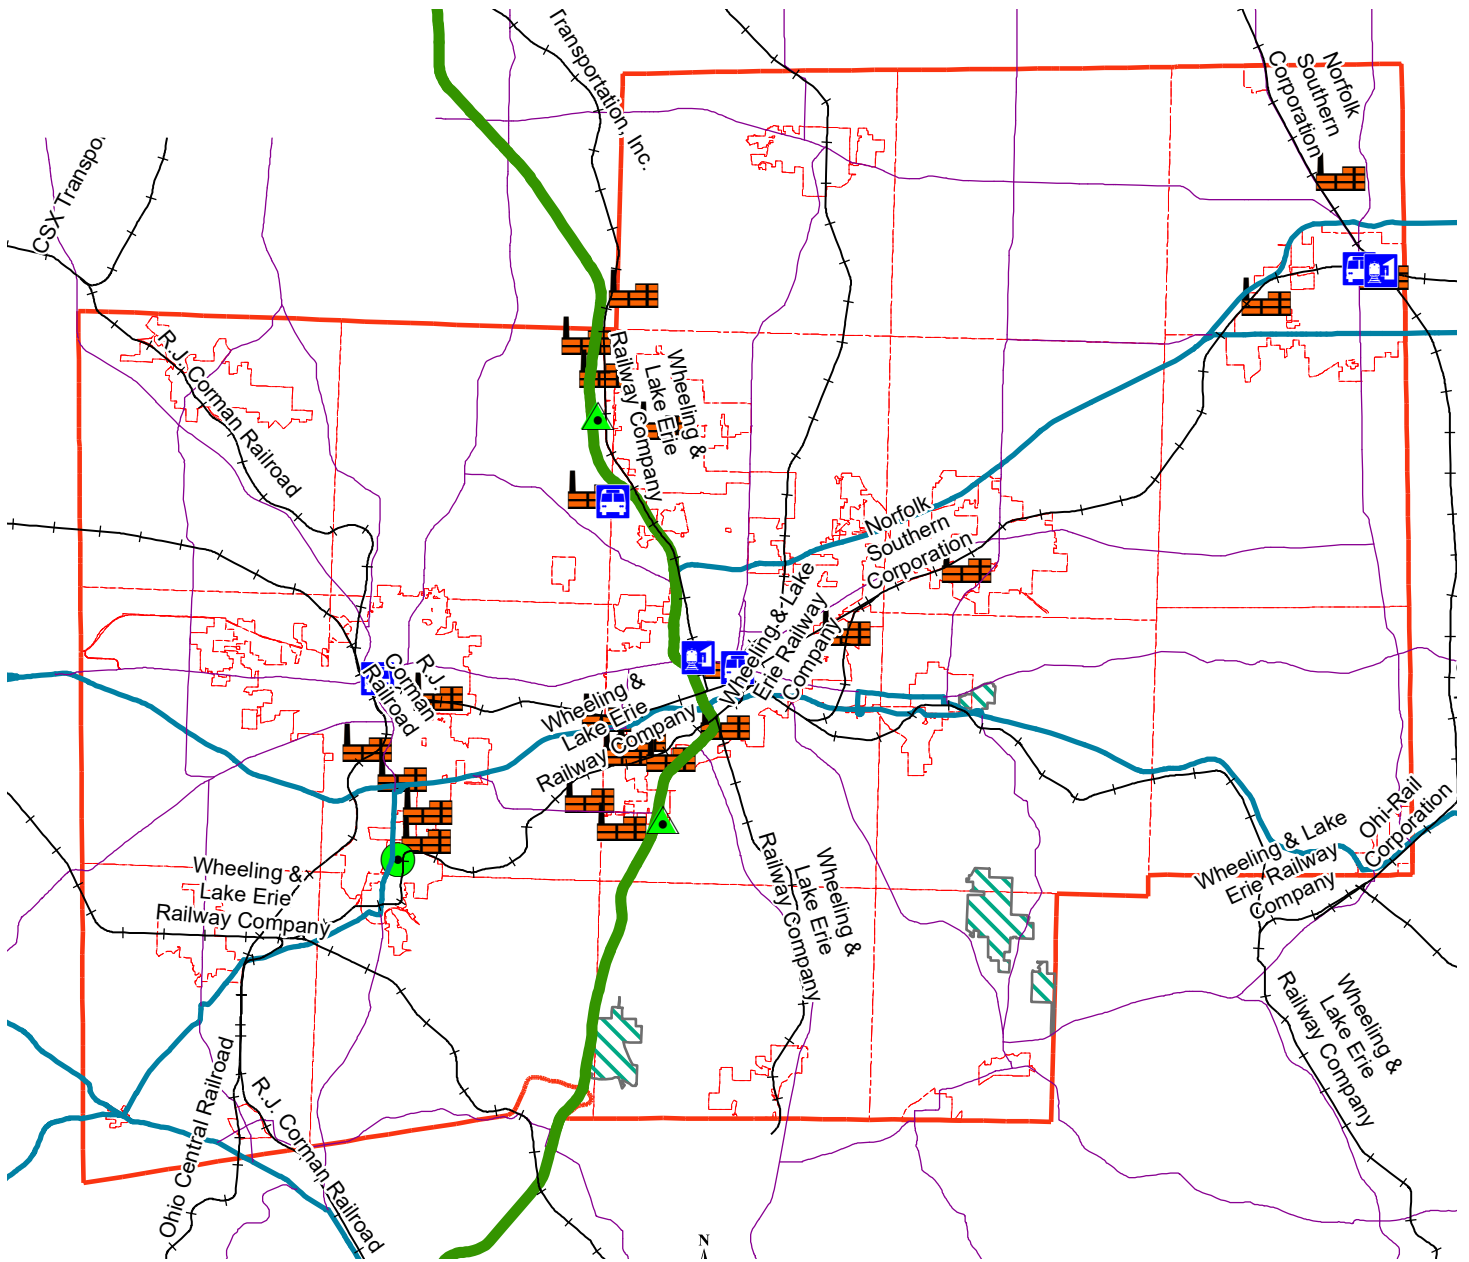 Transportation, Inc.
Norfolk
Southern
Corporation
CSX Transpo
R.J. Corman Railroad
Wheeling &
Lake Erie
Railway Company
Norfolk
Southern
Corporation
Wheeling & Lake
Erie Railway
Company
R.J.
Corman
Railroad
Wheeling &
Lake Erie
Railway Company
Wheeling &
Lake Erie
Railway Company
Wheeling &
Lake Erie
Railway Company
Ohi-Rail
Corporation
Wheeling & Lake
Erie Railway
Company
Wheeling &
Lake Erie
Railway Company
Ohio Central Railroad
R.J. Corman Railroad
N